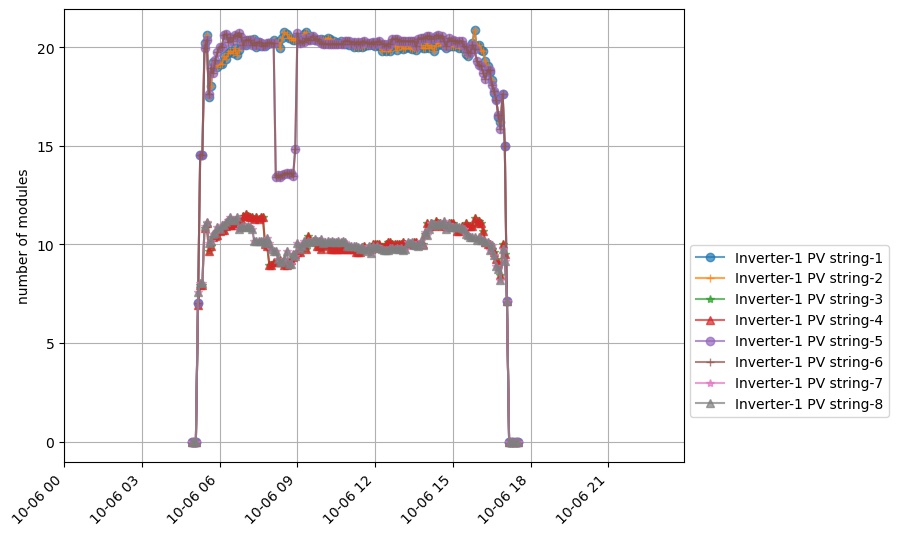 20
15
10
5
0
number of modules
10-06 00
10-06 03
10-06 06
10-06 09
10-06 12
10-06 15
10-06 18
10-06 21
Inverter-1 PV string-1
Inverter-1 PV string-2
Inverter-1 PV string-3
Inverter-1 PV string-4
Inverter-1 PV string-5
Inverter-1 PV string-6
Inverter-1 PV string-7
Inverter-1 PV string-8